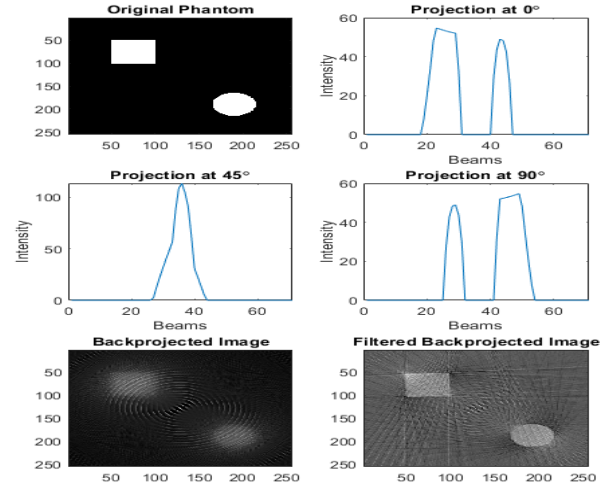 Original Phantom
50
100
150
200
250
50 100 150 200 250
Projection at 0°
Intensity
60
40
20
0
0 20 40 60
Beams
Projection at 45°
Intensity
100
50
0
0 20 40 60
Beams
Projection at 90°
Intensity
60
40
20
0
0 20 40 60
Beams
Backprojected Image
50
100
150
200
250
50 100 150 200 250
Filtered Backprojected Image
50
100
150
200
250
50 100 150 200 250